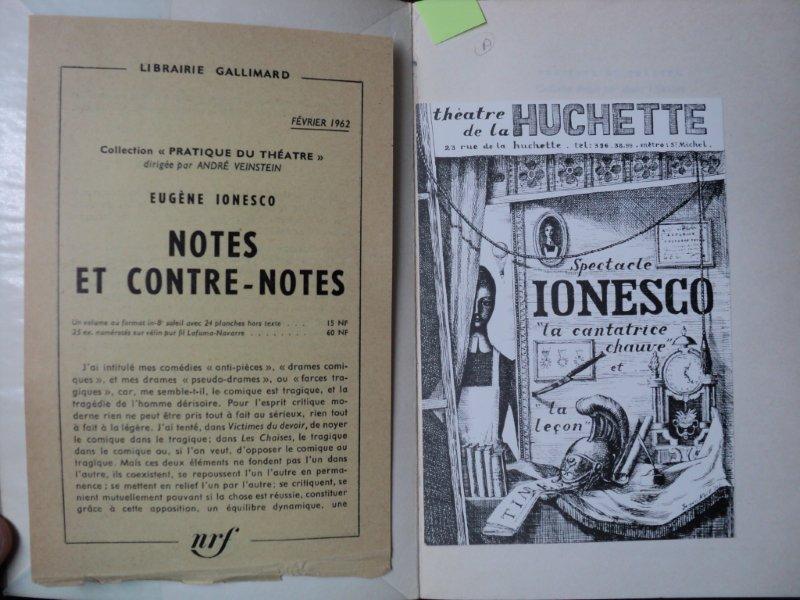 LIBRAIRIE GALLIMARD
FÉVRIER 1962
Collection « PRATIQUE DU THÉATRE »
dirigée par ANDRÉ VEINSTEIN
EUGÈNE IONESCO
NOTES
ET CONTRE-NOTES
Un volume au format in-8° soleil avec 24 planches hors texte . . . 15 NF
25 ex. numérotés sur vélin pur fil Lafuma-Navarre . . . . . . . . 60 NF
J'ai intitulé mes comédies « anti-pièces », « drames comi-
ques », et mes drames « pseudo-drames », ou « farces tra-
giques », car, me semble-t-il, le comique est tragique, et la
tragédie de l'homme dérisoire. Pour l'esprit critique mo-
derne rien ne peut être pris tout à fait au sérieux, rien tout
à fait à la légère. J'ai tenté, dans Victimes du devoir, de noyer
le comique dans le tragique ; dans Les Chaises, le tragique
dans le comique ou, si l'on veut, d'opposer le comique au
tragique. Mais ces deux éléments ne fondent pas l'un dans
l'autre, ils coexistent, se repoussent l'un l'autre en perma-
nence ; se mettent en relief l'un par l'autre ; se critiquent, se
nient mutuellement pouvant si la chose est réussie, constituer
grâce à cette opposition, un équilibre dynamique, une
nrf
théatre
de la HUCHETTE
23 rue de la huchette . tél : 326.38.99. métro : St Michel.
Spectacle
IONESCO
"la cantatrice
chauve"
et
"la
leçon"
TIM